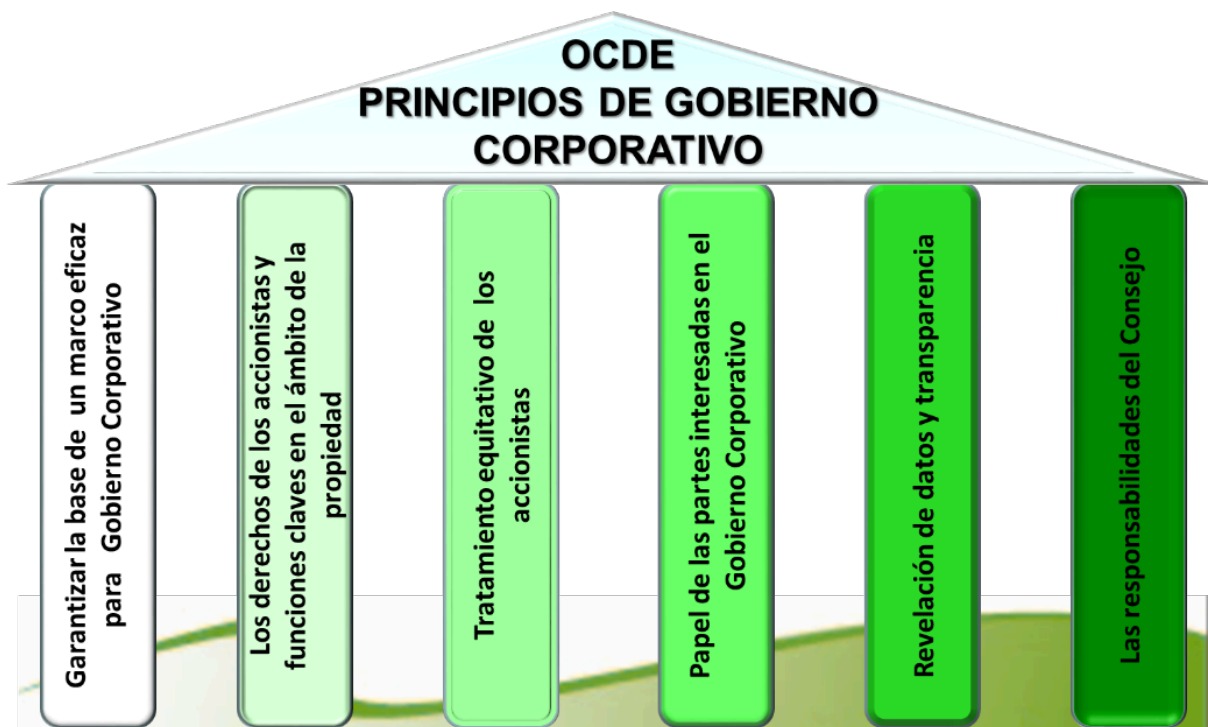 OCDE
PRINCIPIOS DE GOBIERNO
CORPORATIVO
Garantizar la base de un marco eficaz
para Gobierno Corporativo
Los derechos de los accionistas y
funciones claves en el ámbito de la
propiedad
Tratamiento equitativo de los
accionistas
Papel de las partes interesadas en el
Gobierno Corporativo
Revelación de datos y transparencia
Las responsabilidades del Consejo